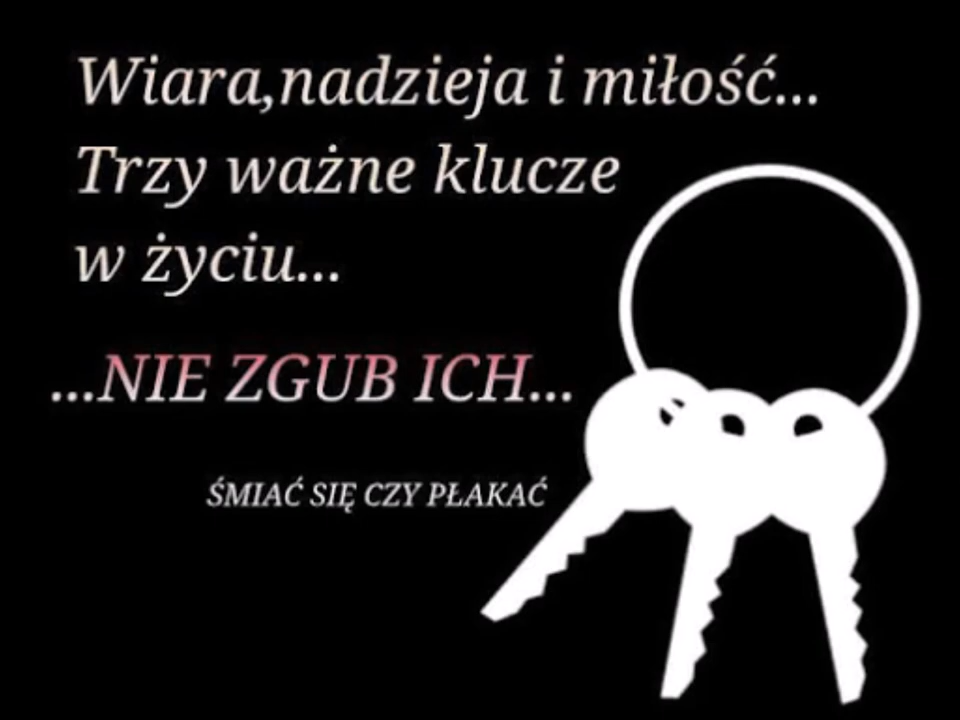 Wiara,nadzieja i miłość...
Trzy ważne klucze
w życiu...
...NIE ZGUB ICH...
ŚMIAĆ SIĘ CZY PŁAKAĆ